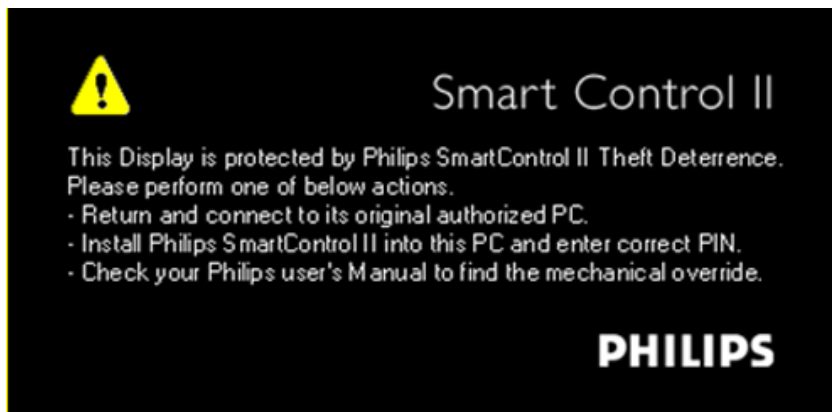 Smart Control II
This Display is protected by Philips SmartControl II Theft Deterrence.
Please perform one of below actions.
- Return and connect to its original authorized PC.
- Install Philips SmartControl II into this PC and enter correct PIN.
- Check your Philips user's Manual to find the mechanical override.
PHILIPS